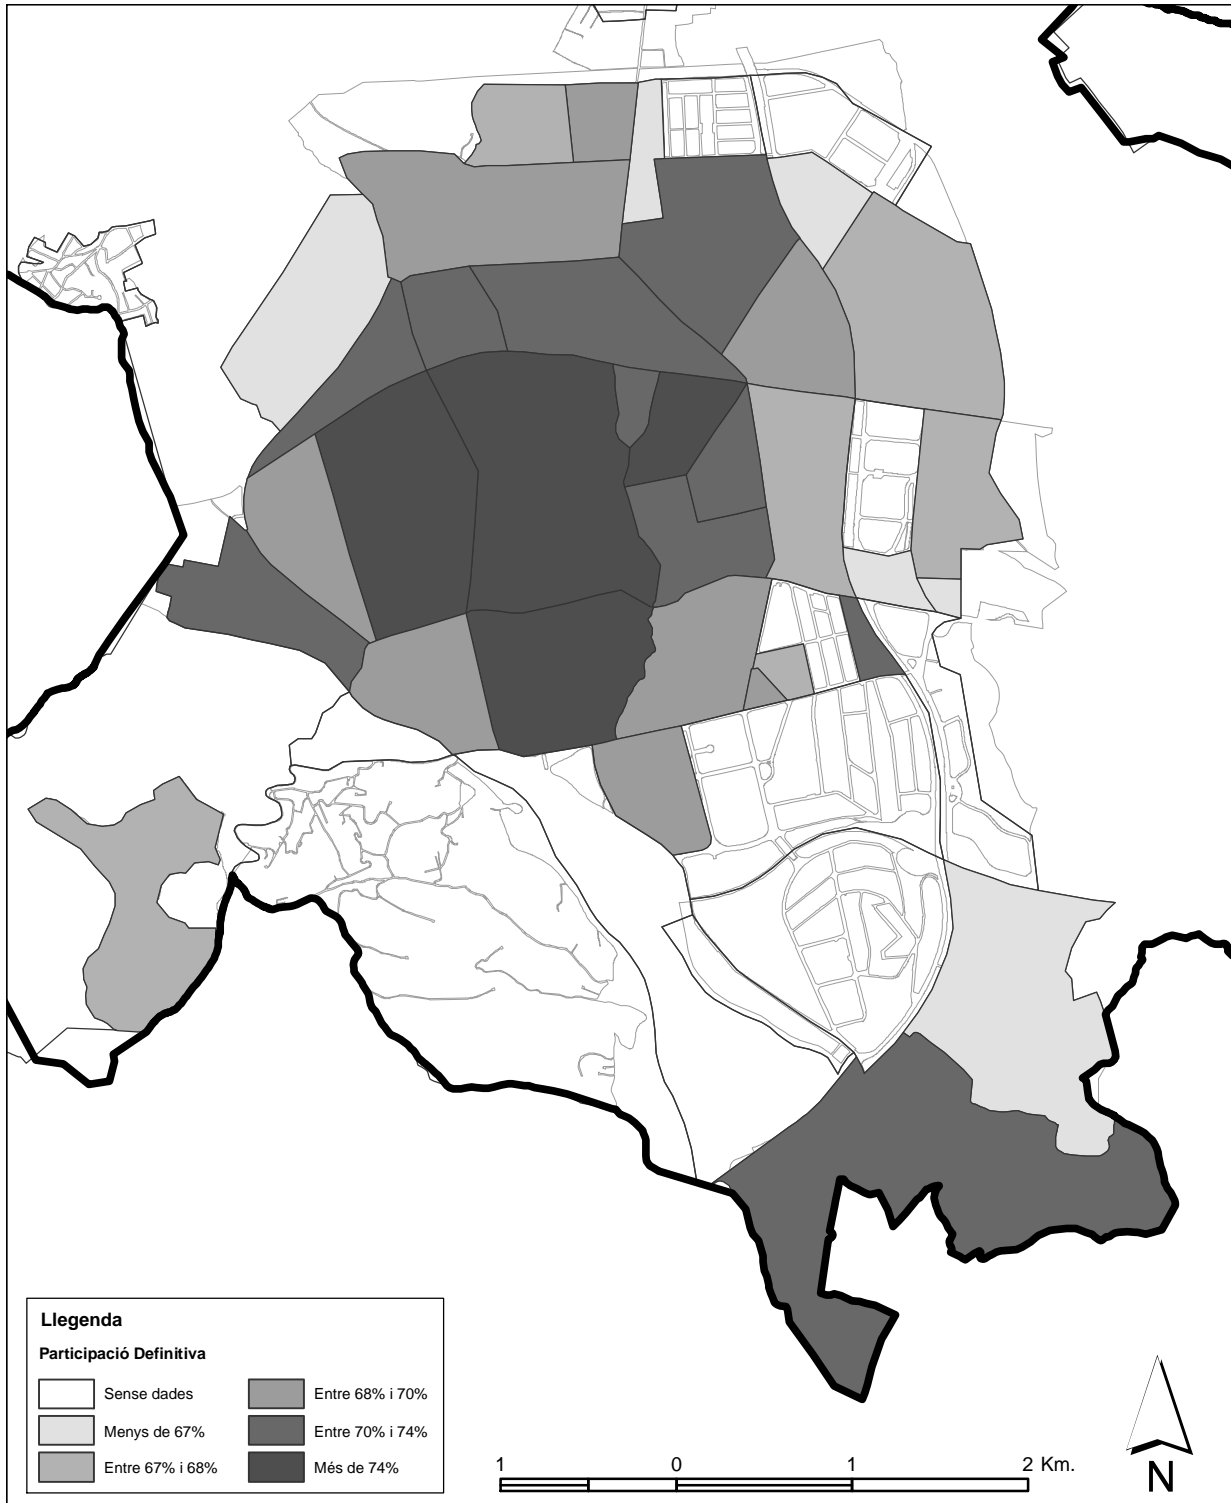 Llegenda
Participació Definitiva
Sense dades
Menys de 67%
Entre 67% i 68%
Entre 68% i 70%
Entre 70% i 74%
Més de 74%
1 0 1 2 Km.
N